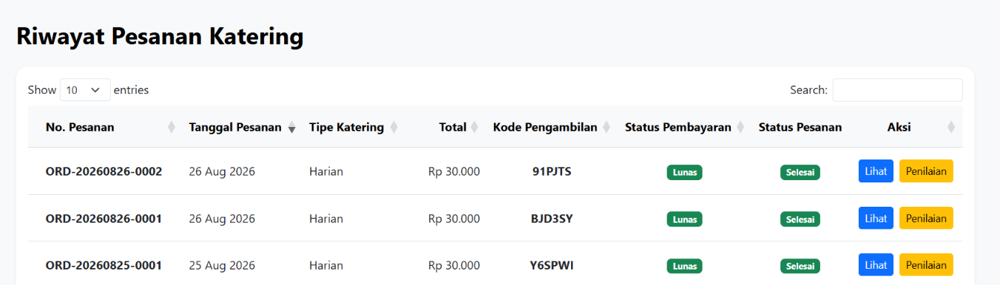 Riwayat Pesanan Katering
Show 10 entries Search:
No. Pesanan Tanggal Pesanan Tipe Katering Total Kode Pengambilan Status Pembayaran Status Pesanan Aksi
ORD-20260826-0002 26 Aug 2026 Harian Rp 30.000 91PJTS Lunas Selesai Lihat Penilaian
ORD-20260826-0001 26 Aug 2026 Harian Rp 30.000 BJD3SY Lunas Selesai Lihat Penilaian
ORD-20260825-0001 25 Aug 2026 Harian Rp 30.000 Y6SPWI Lunas Selesai Lihat Penilaian